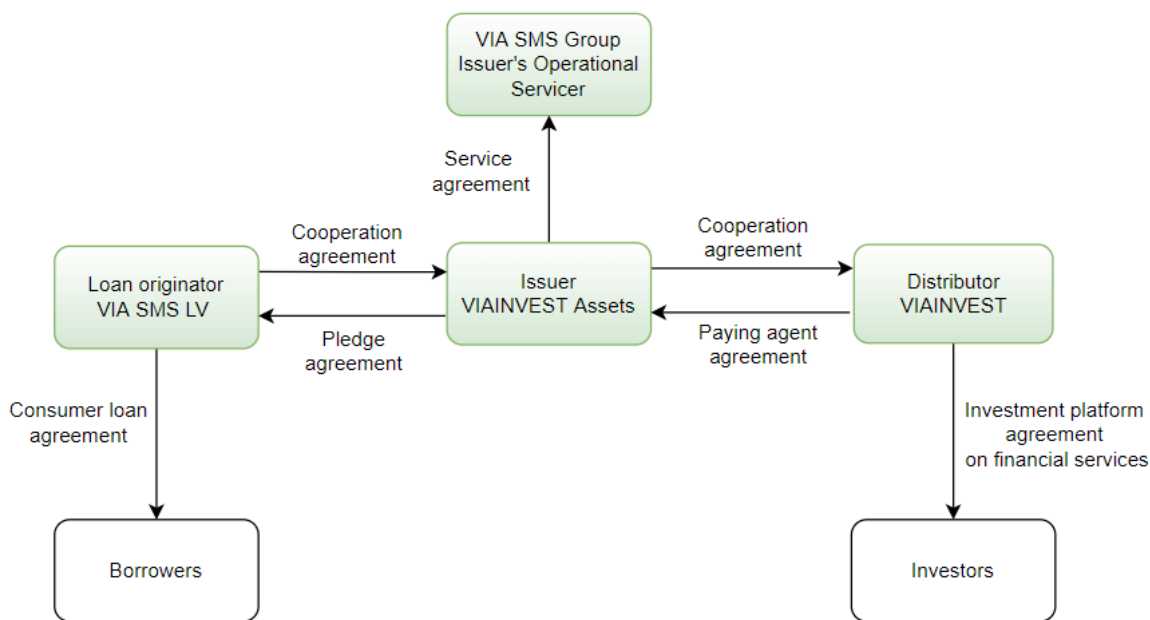 VIA SMS Group
Issuer's Operational
Servicer
Service
agreement
Cooperation
agreement
Cooperation
agreement
Loan originator
VIA SMS LV
Issuer
VIAINVEST Assets
Distributor
VIAINVEST
Pledge
agreement
Paying agent
agreement
Consumer loan
agreement
Investment platform
agreement
on financial services
Borrowers
Investors